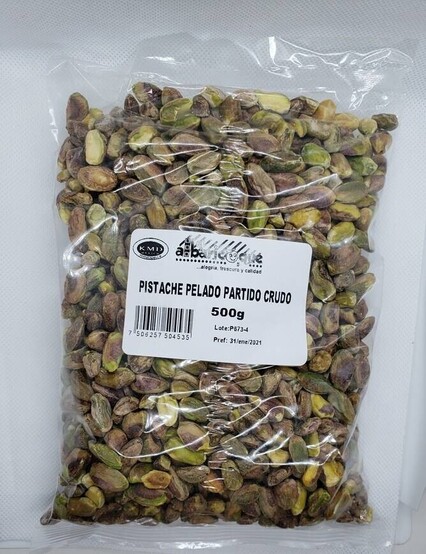 KMD
albaricoque
...alegría, frescura y calidad
PISTACHE PELADO PARTIDO CRUDO
500g
Lote:P873-4
Pref: 31/ene/2021
7 506257 504535